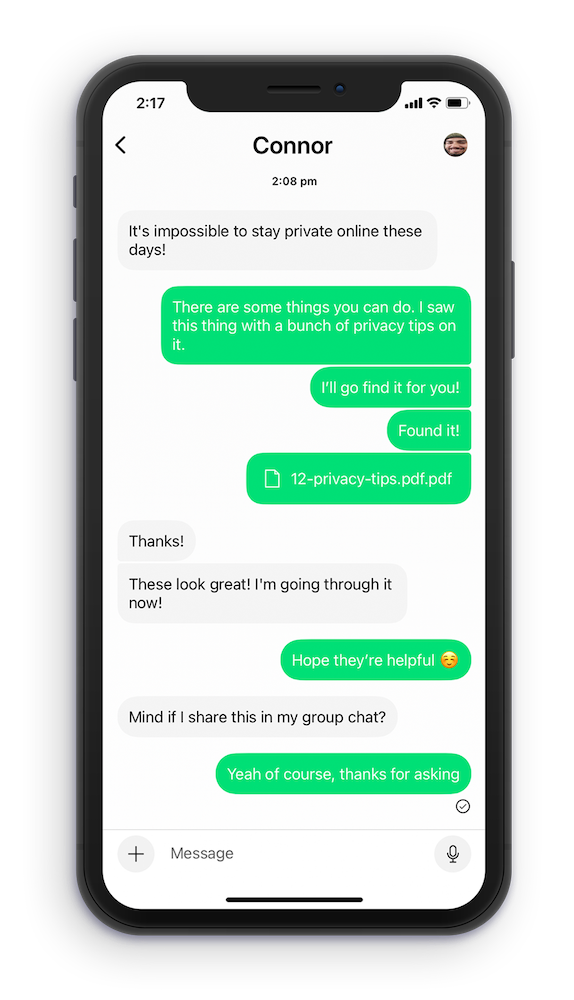 2:17
Connor
2:08 pm
It's impossible to stay private online these
days!
There are some things you can do. I saw
this thing with a bunch of privacy tips on
it.
I’ll go find it for you!
Found it!
12-privacy-tips.pdf.pdf
Thanks!
These look great! I'm going through it
now!
Hope they’re helpful ☺️
Mind if I share this in my group chat?
Yeah of course, thanks for asking
Message